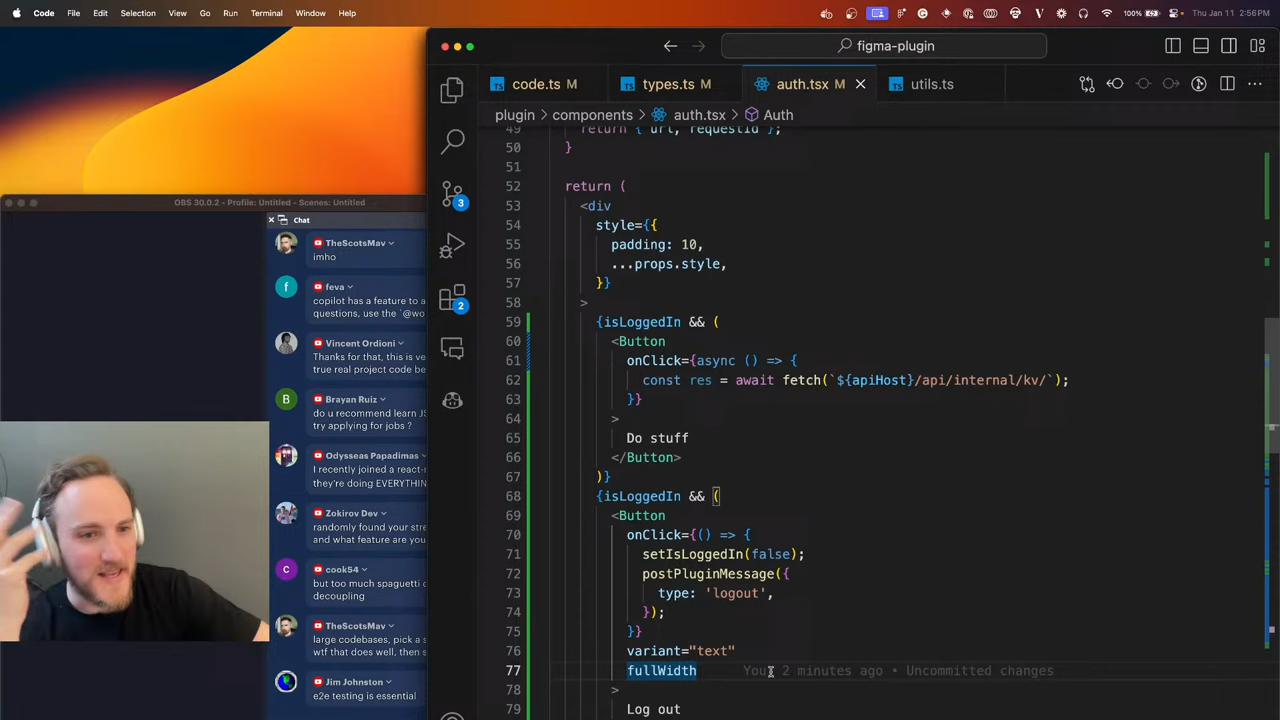 Code File Edit Selection View Go Run Terminal Window Help
100% Thu Jan 11 2:56 PM
figma-plugin
code.ts M
types.ts M
auth.tsx M
utils.ts
plugin > components > auth.tsx > Auth
OBS 30.0.2 - Profile: Untitled - Scenes: Untitled
Chat
TheScotsMav
imho
feva
copilot has a feature to a
questions, use the `@wo
Vincent Ordioni
Thanks for that, this is ve
true real project code be
Brayan Ruiz
do u recommend learn JS
try applying for jobs ?
Odysseas Papadimas
I recently joined a react-r
they're doing EVERYTHIN
Zokirov Dev
randomly found your stre
and what feature are you
cook54
but too much spaghetti c
decoupling
TheScotsMav
large codebases, pick a s
wtf that does well, then s
Jim Johnston
e2e testing is essential
3
2
49 return { url, requestId };
50 }
51
52 return (
53 <div
54 style={{
55 padding: 10,
56 ...props.style,
57 }}
58 >
59 {isLoggedIn && (
60 <Button
61 onClick={async () => {
62 const res = await fetch(`${apiHost}/api/internal/kv/`);
63 }}
64 >
65 Do stuff
66 </Button>
67 )}
68 {isLoggedIn && (
69 <Button
70 onClick={() => {
71 setIsLoggedIn(false);
72 postPluginMessage({
73 type: 'logout',
74 });
75 }}
76 variant="text"
77 fullWidth You, 2 minutes ago • Uncommitted changes
78 >
79 Log out